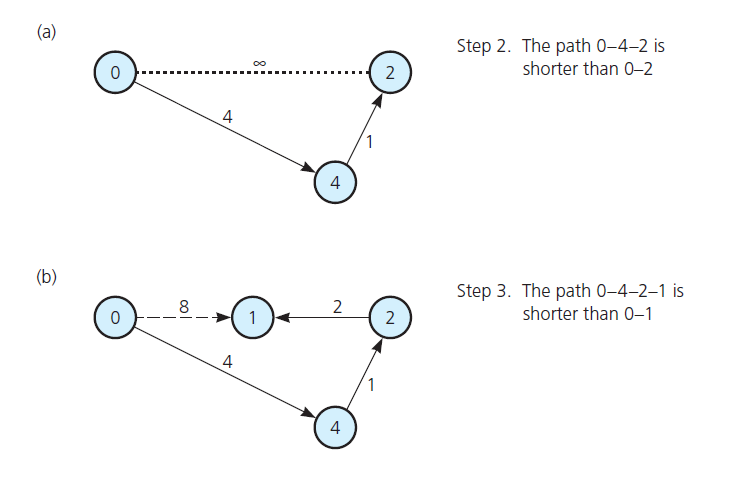 (a)
Step 2. The path 0–4–2 is
shorter than 0–2
∞
0
2
4
1
4
(b)
Step 3. The path 0–4–2–1 is
shorter than 0–1
8
2
0
1
2
4
1
4